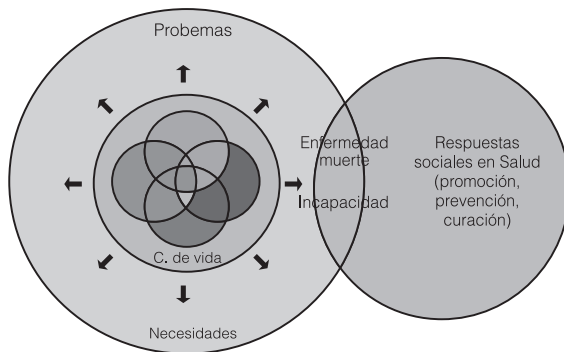 Probemas
Enfermedad
muerte
Incapacidad
Respuestas
sociales en Salud
(promoción,
prevención,
curación)
C. de vida
Necesidades